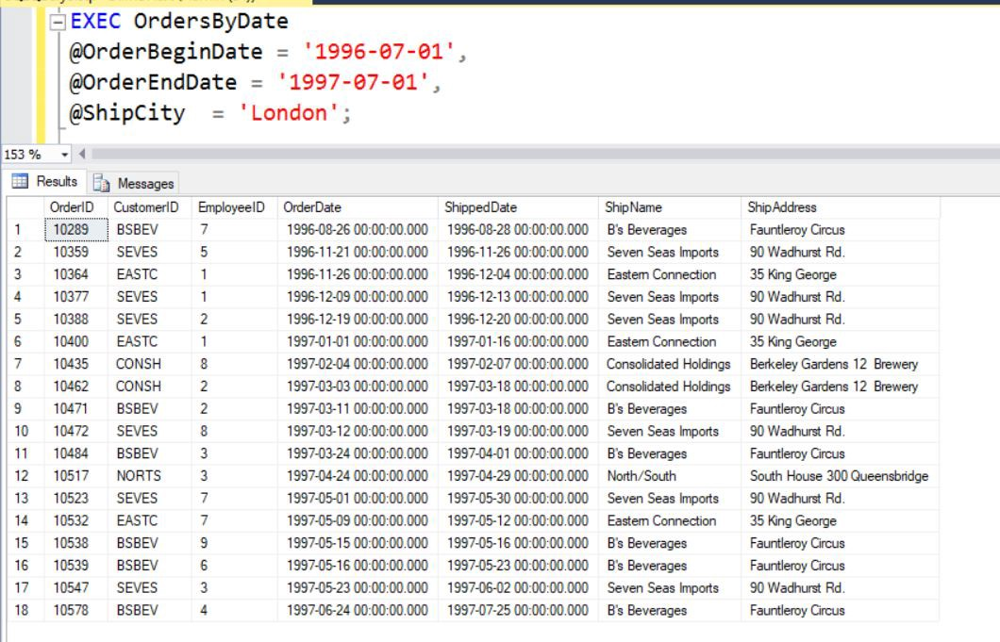 EXEC OrdersByDate
@OrderBeginDate = '1996-07-01',
@OrderEndDate = '1997-07-01',
@ShipCity = 'London';
153 %
Results Messages
OrderID CustomerID EmployeeID OrderDate ShippedDate ShipName ShipAddress
1 10289 BSBEV 7 1996-08-26 00:00:00.000 1996-08-28 00:00:00.000 B's Beverages Fauntleroy Circus
2 10359 SEVES 5 1996-11-21 00:00:00.000 1996-11-26 00:00:00.000 Seven Seas Imports 90 Wadhurst Rd.
3 10364 EASTC 1 1996-11-26 00:00:00.000 1996-12-04 00:00:00.000 Eastern Connection 35 King George
4 10377 SEVES 1 1996-12-09 00:00:00.000 1996-12-13 00:00:00.000 Seven Seas Imports 90 Wadhurst Rd.
5 10388 SEVES 2 1996-12-19 00:00:00.000 1996-12-20 00:00:00.000 Seven Seas Imports 90 Wadhurst Rd.
6 10400 EASTC 1 1997-01-01 00:00:00.000 1997-01-16 00:00:00.000 Eastern Connection 35 King George
7 10435 CONSH 8 1997-02-04 00:00:00.000 1997-02-07 00:00:00.000 Consolidated Holdings Berkeley Gardens 12 Brewery
8 10462 CONSH 2 1997-03-03 00:00:00.000 1997-03-18 00:00:00.000 Consolidated Holdings Berkeley Gardens 12 Brewery
9 10471 BSBEV 2 1997-03-11 00:00:00.000 1997-03-18 00:00:00.000 B's Beverages Fauntleroy Circus
10 10472 SEVES 8 1997-03-12 00:00:00.000 1997-03-19 00:00:00.000 Seven Seas Imports 90 Wadhurst Rd.
11 10484 BSBEV 3 1997-03-24 00:00:00.000 1997-04-01 00:00:00.000 B's Beverages Fauntleroy Circus
12 10517 NORTS 3 1997-04-24 00:00:00.000 1997-04-29 00:00:00.000 North/South South House 300 Queensbridge
13 10523 SEVES 7 1997-05-01 00:00:00.000 1997-05-30 00:00:00.000 Seven Seas Imports 90 Wadhurst Rd.
14 10532 EASTC 7 1997-05-09 00:00:00.000 1997-05-12 00:00:00.000 Eastern Connection 35 King George
15 10538 BSBEV 9 1997-05-15 00:00:00.000 1997-05-16 00:00:00.000 B's Beverages Fauntleroy Circus
16 10539 BSBEV 6 1997-05-16 00:00:00.000 1997-05-23 00:00:00.000 B's Beverages Fauntleroy Circus
17 10547 SEVES 3 1997-05-23 00:00:00.000 1997-06-02 00:00:00.000 Seven Seas Imports 90 Wadhurst Rd.
18 10578 BSBEV 4 1997-06-24 00:00:00.000 1997-07-25 00:00:00.000 B's Beverages Fauntleroy Circus